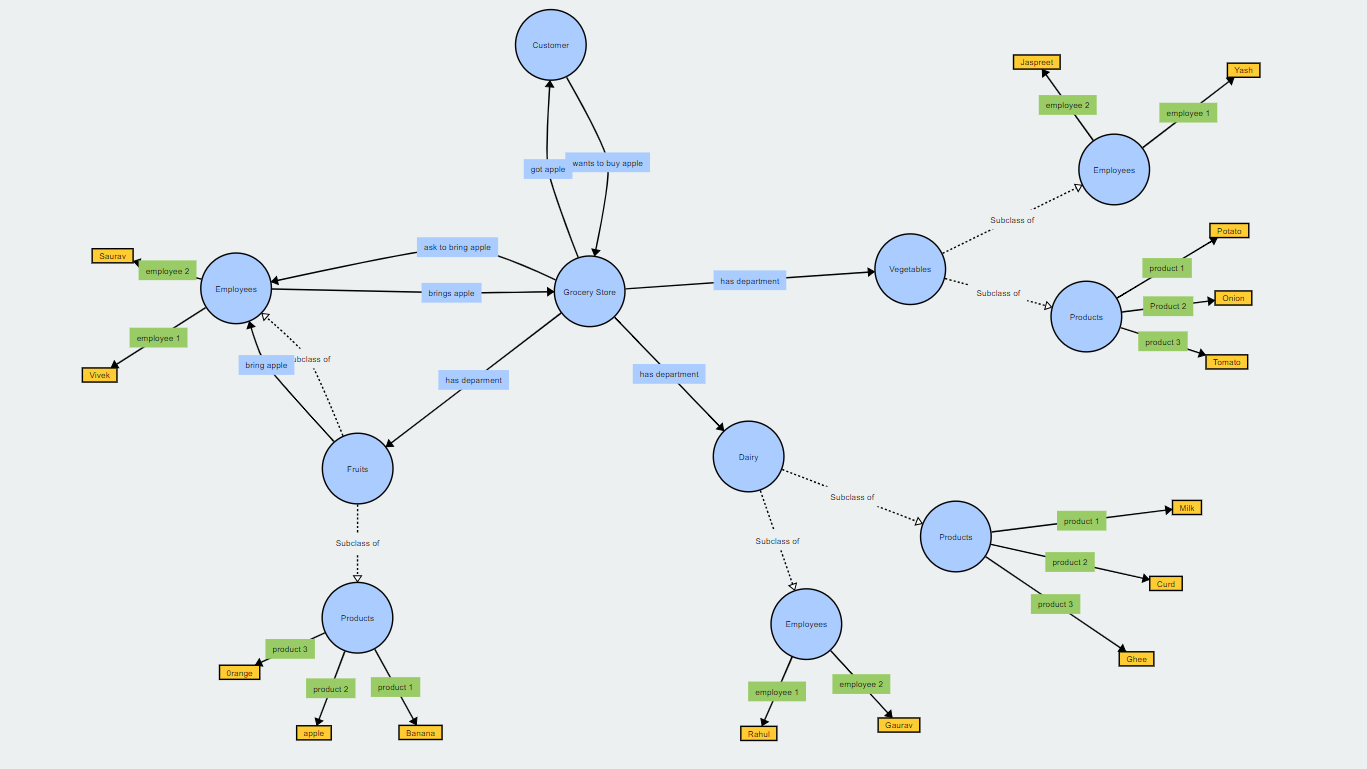 Customer
Jaspreet
Yash
employee 2
employee 1
got apple
wants to buy apple
Employees
Subclass of
Potato
ask to bring apple
Saurav
employee 2
Employees
brings apple
Grocery Store
has department
Vegetables
product 1
Subclass of
Product 2
Onion
Products
employee 1
product 3
Tomato
bring apple
ubclass of
Vivek
has deparment
has department
Fruits
Dairy
Subclass of
Milk
product 1
Products
Subclass of
Subclass of
product 2
Curd
product 3
Products
Employees
Ghee
product 3
0range
product 2
product 1
employee 1
employee 2
apple
Banana
Rahul
Gaurav